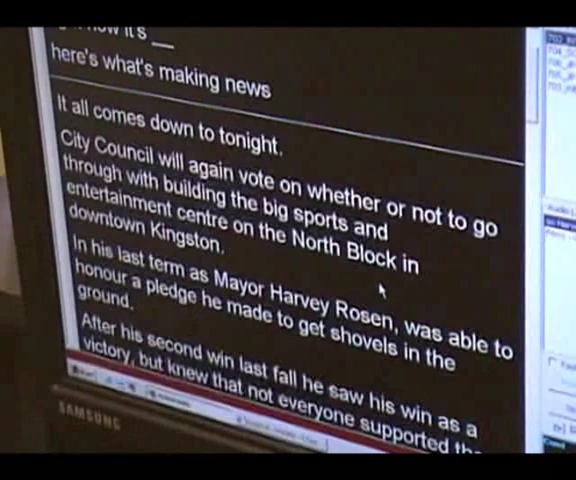 now it's __
here's what's making news
It all comes down to tonight.
City Council will again vote on whether or not to go
through with building the big sports and
entertainment centre on the North Block in
downtown Kingston.
In his last term as Mayor Harvey Rosen, was able to
honour a pledge he made to get shovels in the
ground.
After his second win last fall he saw his win as a
victory, but knew that not everyone supported the
SAMSUNG